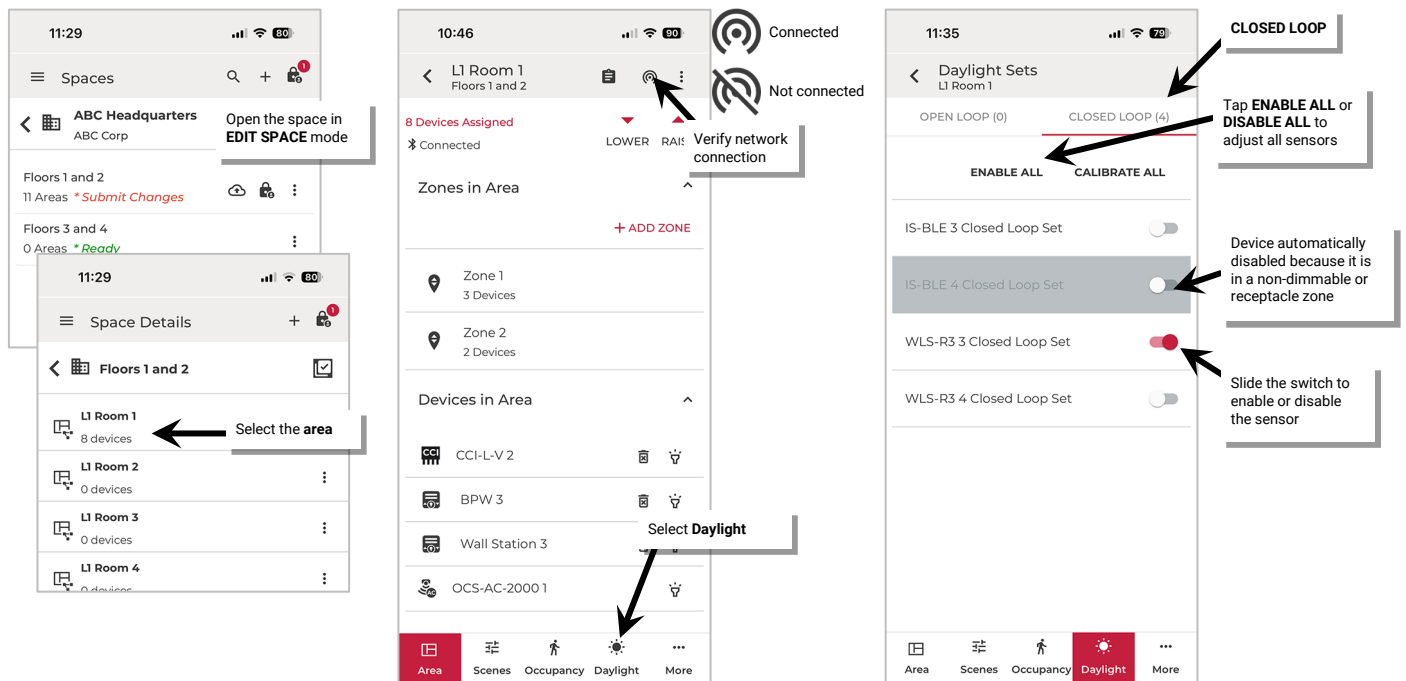 11:29
80
Spaces
1
ABC Headquarters
ABC Corp
Open the space in
EDIT SPACE mode
Floors 1 and 2
11 Areas * Submit Changes
Floors 3 and 4
0 Areas * Ready
11:29
80
Space Details
1
Floors 1 and 2
L1 Room 1
8 devices
Select the area
L1 Room 2
0 devices
L1 Room 3
0 devices
L1 Room 4
0 devices
10:46
90
Connected
Not connected
L1 Room 1
Floors 1 and 2
8 Devices Assigned
Connected
LOWER
Verify network
connection
Zones in Area
+ ADD ZONE
Zone 1
3 Devices
Zone 2
2 Devices
Devices in Area
CCI
CCI-L-V 2
BPW 3
Select Daylight
Wall Station 3
AC
OCS-AC-2000 1
Area
Scenes
Occupancy
Daylight
More
11:35
79
CLOSED LOOP
Daylight Sets
L1 Room 1
OPEN LOOP (0)
CLOSED LOOP (4)
Tap ENABLE ALL or
DISABLE ALL to
adjust all sensors
ENABLE ALL
CALIBRATE ALL
IS-BLE 3 Closed Loop Set
IS-BLE 4 Closed Loop Set
Device automatically
disabled because it is
in a non-dimmable or
receptacle zone
WLS-R3 3 Closed Loop Set
WLS-R3 4 Closed Loop Set
Slide the switch to
enable or disable
the sensor
Area
Scenes
Occupancy
Daylight
More